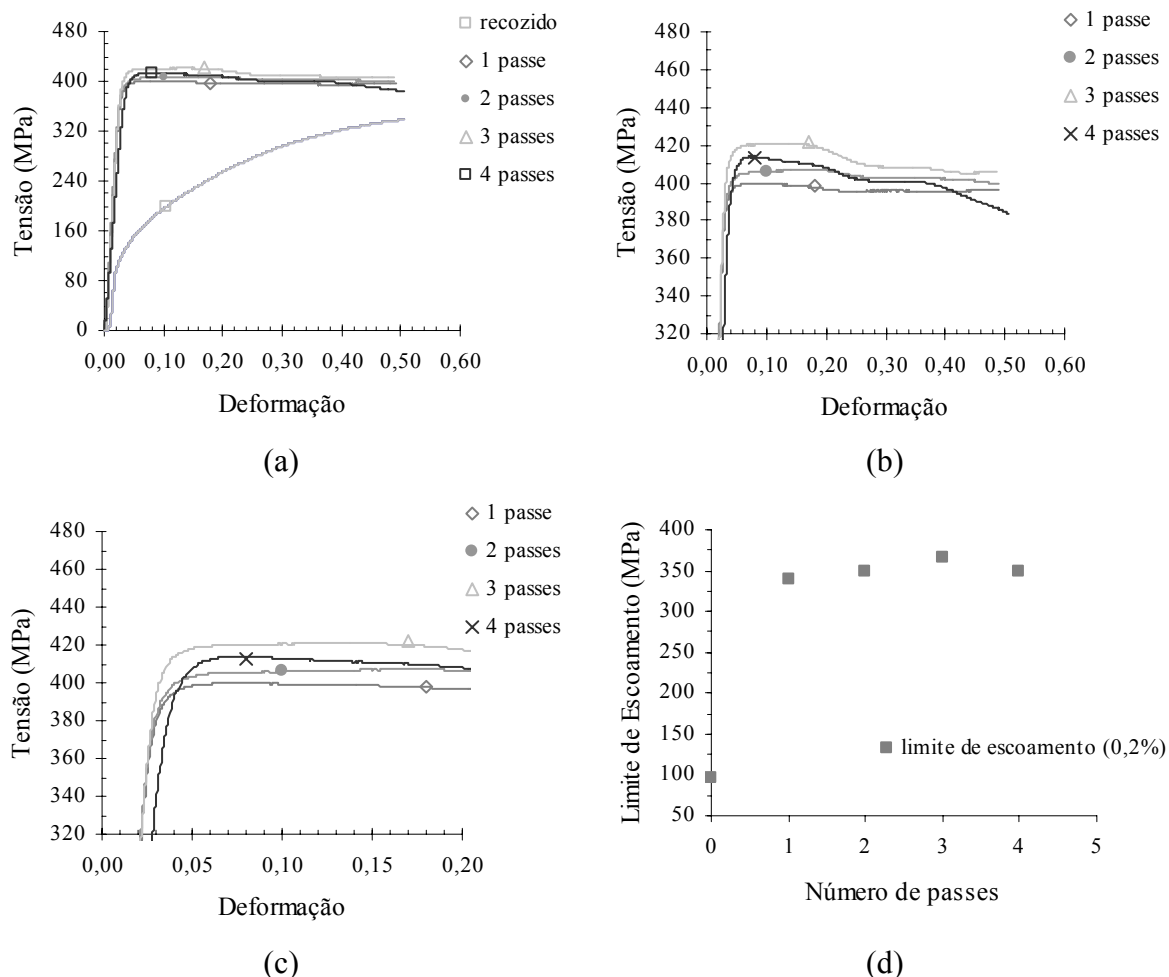 480
400
320
240
160
80
0
Tensão (MPa)
0,00 0,10 0,20 0,30 0,40 0,50 0,60
Deformação
recozido
1 passe
2 passes
3 passes
4 passes
(a)
480
460
440
420
400
380
360
340
320
Tensão (MPa)
0,00 0,10 0,20 0,30 0,40 0,50 0,60
Deformação
1 passe
2 passes
3 passes
4 passes
(b)
480
460
440
420
400
380
360
340
320
Tensão (MPa)
0,00 0,05 0,10 0,15 0,20
Deformação
1 passe
2 passes
3 passes
4 passes
(c)
400
350
300
250
200
150
100
50
Limite de Escoamento (MPa)
0 1 2 3 4 5
Número de passes
limite de escoamento (0,2%)
(d)